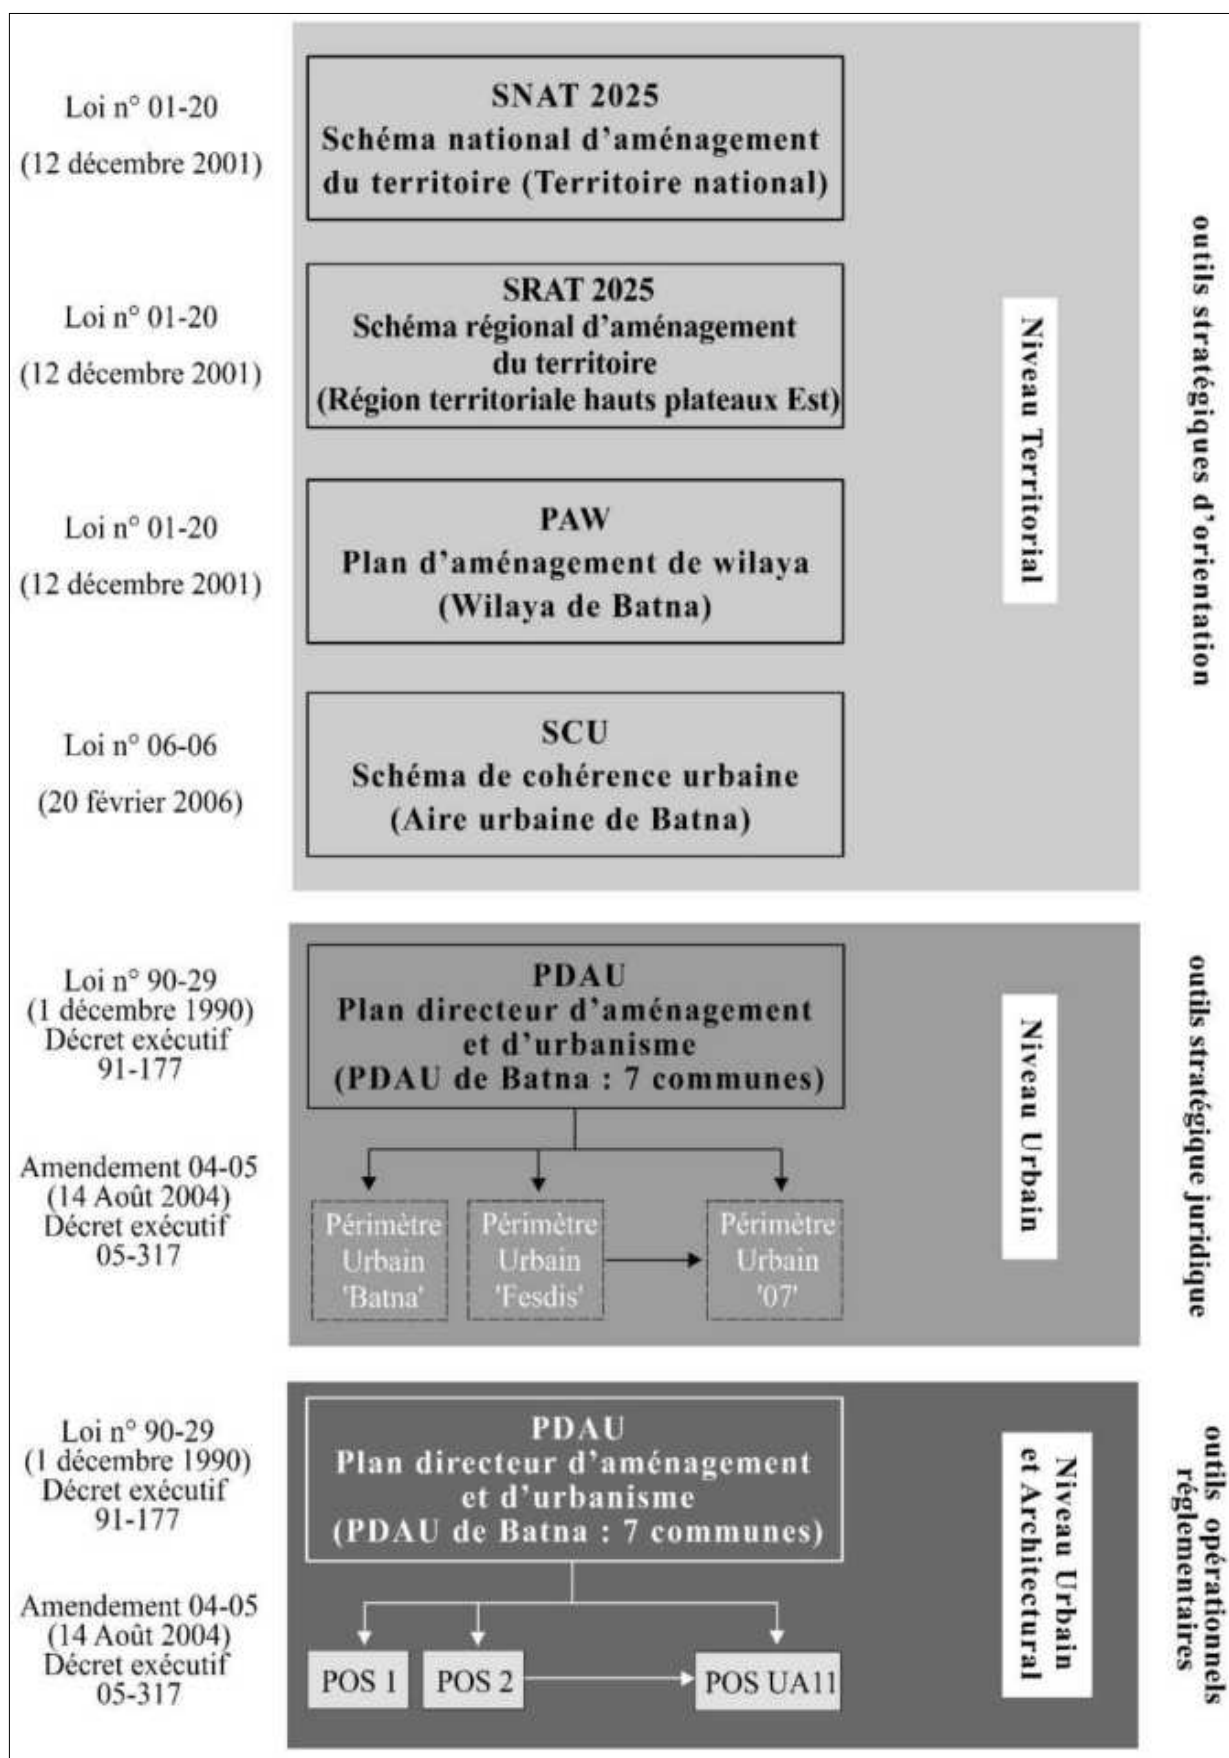 Loi n° 01-20
(12 décembre 2001)
SNAT 2025
Schéma national d'aménagement
du territoire (Territoire national)
Loi n° 01-20
(12 décembre 2001)
SRAT 2025
Schéma régional d'aménagement
du territoire
(Région territoriale hauts plateaux Est)
Loi n° 01-20
(12 décembre 2001)
PAW
Plan d'aménagement de wilaya
(Wilaya de Batna)
Loi n° 06-06
(20 février 2006)
SCU
Schéma de cohérence urbaine
(Aire urbaine de Batna)
Niveau Territorial
outils stratégiques d'orientation
Loi n° 90-29
(1 décembre 1990)
Décret exécutif
91-177
Amendement 04-05
(14 Août 2004)
Décret exécutif
05-317
PDAU
Plan directeur d'aménagement
et d'urbanisme
(PDAU de Batna : 7 communes)
Périmètre
Urbain
'Batna'
Périmètre
Urbain
'Fesdis'
Périmètre
Urbain
'07'
Niveau Urbain
outils stratégique juridique
Loi n° 90-29
(1 décembre 1990)
Décret exécutif
91-177
Amendement 04-05
(14 Août 2004)
Décret exécutif
05-317
PDAU
Plan directeur d'aménagement
et d'urbanisme
(PDAU de Batna : 7 communes)
POS 1
POS 2
POS UA11
Niveau Urbain
et Architectural
outils opérationnels
réglementaires